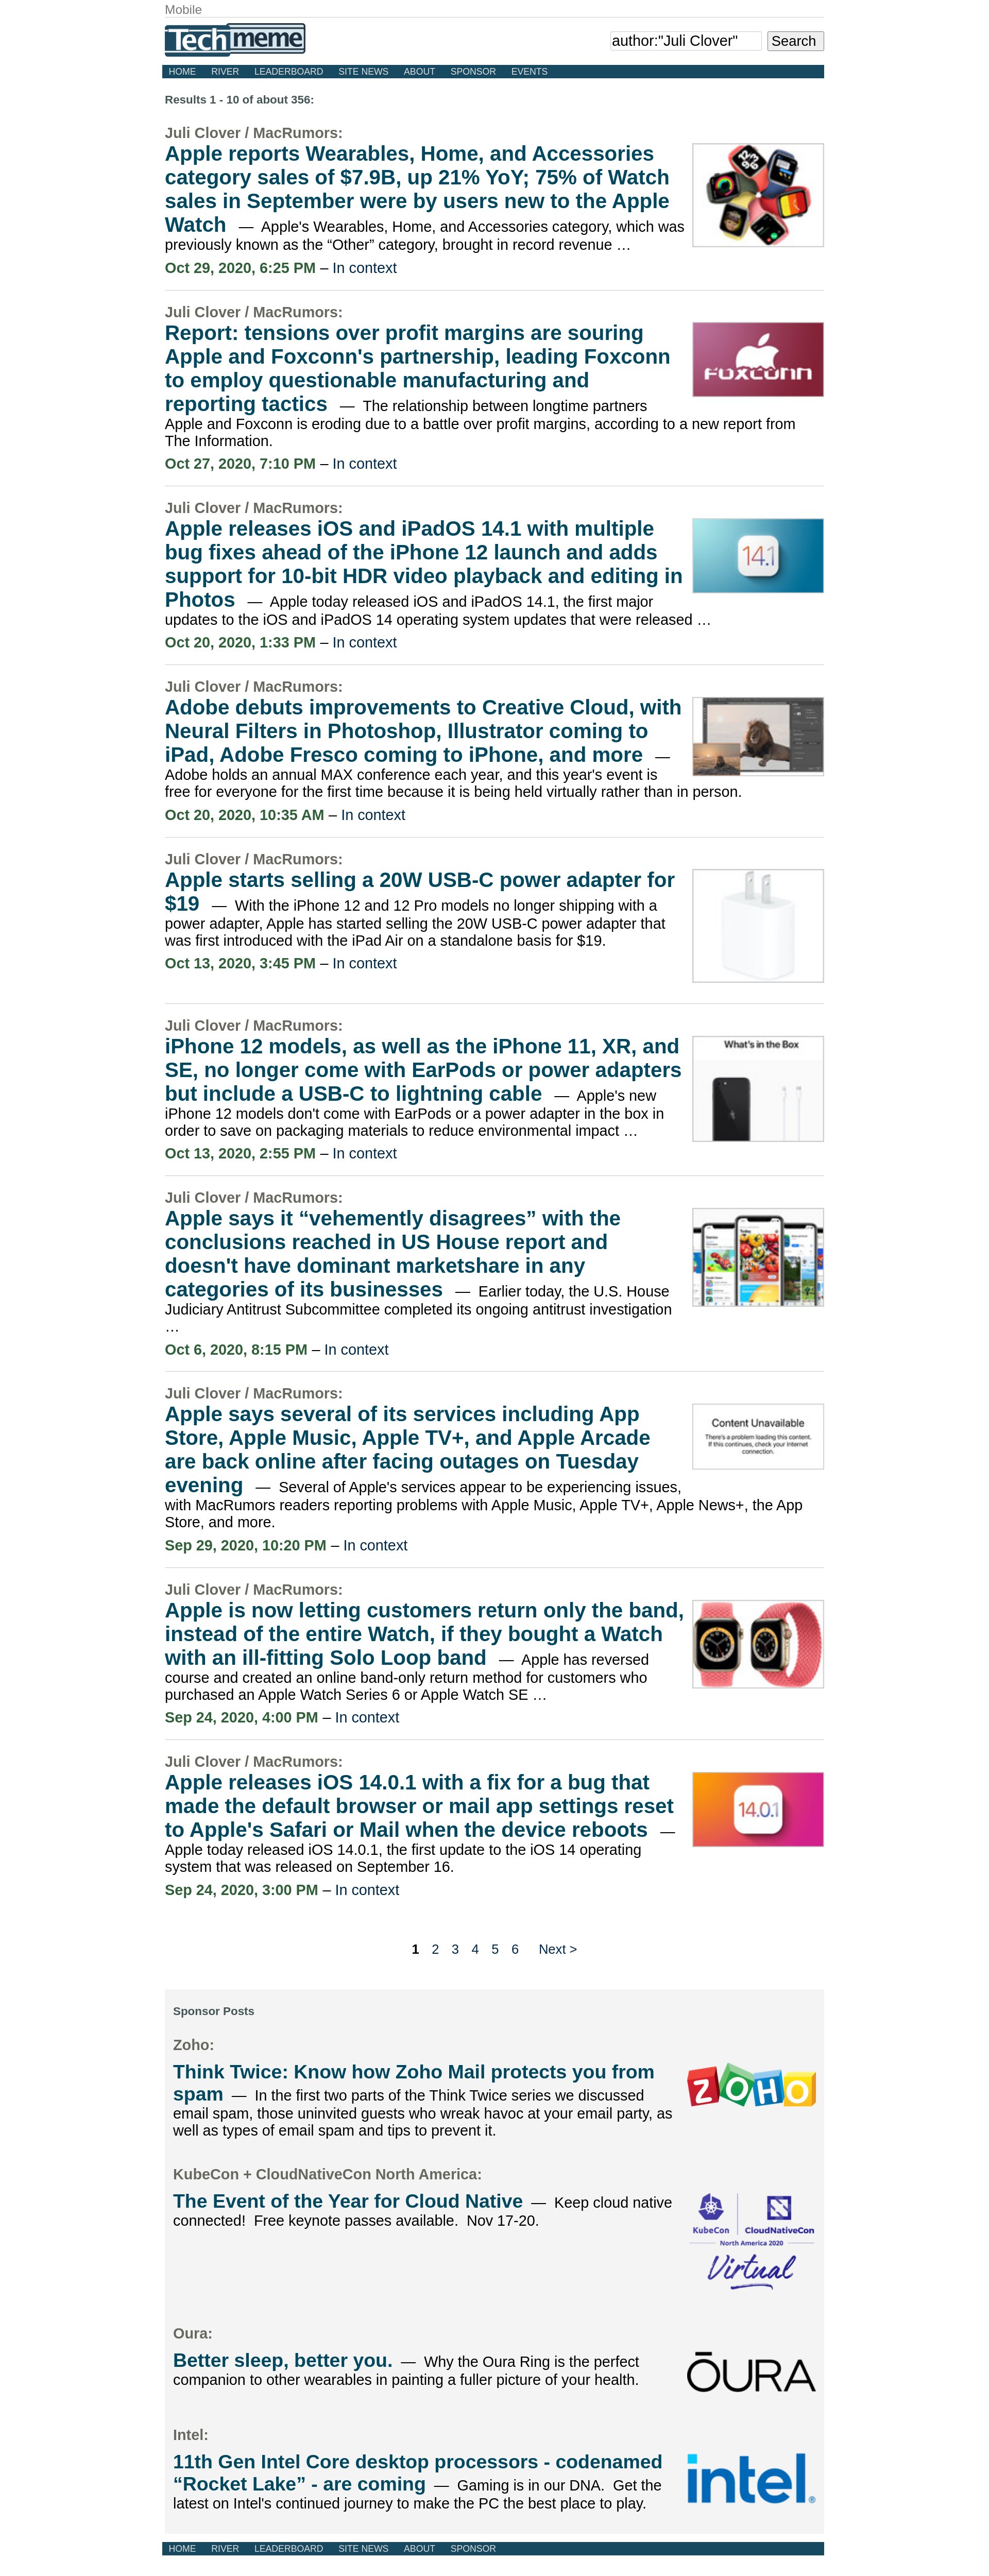 Mobile
Techmeme
author:"Juli Clover"
Search
HOME RIVER LEADERBOARD SITE NEWS ABOUT SPONSOR EVENTS
Results 1 - 10 of about 356:
Juli Clover / MacRumors:
Apple reports Wearables, Home, and Accessories
category sales of $7.9B, up 21% YoY; 75% of Watch
sales in September were by users new to the Apple
Watch — Apple's Wearables, Home, and Accessories category, which was
previously known as the “Other” category, brought in record revenue …
Oct 29, 2020, 6:25 PM – In context
Juli Clover / MacRumors:
Report: tensions over profit margins are souring
Apple and Foxconn's partnership, leading Foxconn
to employ questionable manufacturing and
reporting tactics — The relationship between longtime partners
Apple and Foxconn is eroding due to a battle over profit margins, according to a new report from
The Information.
FOXCONN
Oct 27, 2020, 7:10 PM – In context
Juli Clover / MacRumors:
Apple releases iOS and iPadOS 14.1 with multiple
bug fixes ahead of the iPhone 12 launch and adds
support for 10-bit HDR video playback and editing in
Photos — Apple today released iOS and iPadOS 14.1, the first major
updates to the iOS and iPadOS 14 operating system updates that were released …
14.1
Oct 20, 2020, 1:33 PM – In context
Juli Clover / MacRumors:
Adobe debuts improvements to Creative Cloud, with
Neural Filters in Photoshop, Illustrator coming to
iPad, Adobe Fresco coming to iPhone, and more —
Adobe holds an annual MAX conference each year, and this year's event is
free for everyone for the first time because it is being held virtually rather than in person.
Oct 20, 2020, 10:35 AM – In context
Juli Clover / MacRumors:
Apple starts selling a 20W USB-C power adapter for
$19 — With the iPhone 12 and 12 Pro models no longer shipping with a
power adapter, Apple has started selling the 20W USB-C power adapter that
was first introduced with the iPad Air on a standalone basis for $19.
Oct 13, 2020, 3:45 PM – In context
Juli Clover / MacRumors:
iPhone 12 models, as well as the iPhone 11, XR, and
SE, no longer come with EarPods or power adapters
but include a USB-C to lightning cable — Apple's new
iPhone 12 models don't come with EarPods or a power adapter in the box in
order to save on packaging materials to reduce environmental impact …
What's in the Box
Oct 13, 2020, 2:55 PM – In context
Juli Clover / MacRumors:
Apple says it “vehemently disagrees” with the
conclusions reached in US House report and
doesn't have dominant marketshare in any
categories of its businesses — Earlier today, the U.S. House
Judiciary Antitrust Subcommittee completed its ongoing antitrust investigation
…
Oct 6, 2020, 8:15 PM – In context
Juli Clover / MacRumors:
Apple says several of its services including App
Store, Apple Music, Apple TV+, and Apple Arcade
are back online after facing outages on Tuesday
evening — Several of Apple's services appear to be experiencing issues,
with MacRumors readers reporting problems with Apple Music, Apple TV+, Apple News+, the App
Store, and more.
Content Unavailable
There's a problem loading this content.
If this continues, check your internet
connection.
Sep 29, 2020, 10:20 PM – In context
Juli Clover / MacRumors:
Apple is now letting customers return only the band,
instead of the entire Watch, if they bought a Watch
with an ill-fitting Solo Loop band — Apple has reversed
course and created an online band-only return method for customers who
purchased an Apple Watch Series 6 or Apple Watch SE …
Sep 24, 2020, 4:00 PM – In context
Juli Clover / MacRumors:
Apple releases iOS 14.0.1 with a fix for a bug that
made the default browser or mail app settings reset
to Apple's Safari or Mail when the device reboots —
Apple today released iOS 14.0.1, the first update to the iOS 14 operating
system that was released on September 16.
14.0.1
Sep 24, 2020, 3:00 PM – In context
1 2 3 4 5 6 Next >
Sponsor Posts
Zoho:
Think Twice: Know how Zoho Mail protects you from
spam — In the first two parts of the Think Twice series we discussed
email spam, those uninvited guests who wreak havoc at your email party, as
well as types of email spam and tips to prevent it.
ZOHO
KubeCon + CloudNativeCon North America:
The Event of the Year for Cloud Native — Keep cloud native
connected! Free keynote passes available. Nov 17-20.
KubeCon CloudNativeCon
North America 2020
Virtual
Oura:
Better sleep, better you. — Why the Oura Ring is the perfect
companion to other wearables in painting a fuller picture of your health.
ŌURA
Intel:
11th Gen Intel Core desktop processors - codenamed
“Rocket Lake” - are coming — Gaming is in our DNA. Get the
latest on Intel's continued journey to make the PC the best place to play.
intel®
HOME RIVER LEADERBOARD SITE NEWS ABOUT SPONSOR